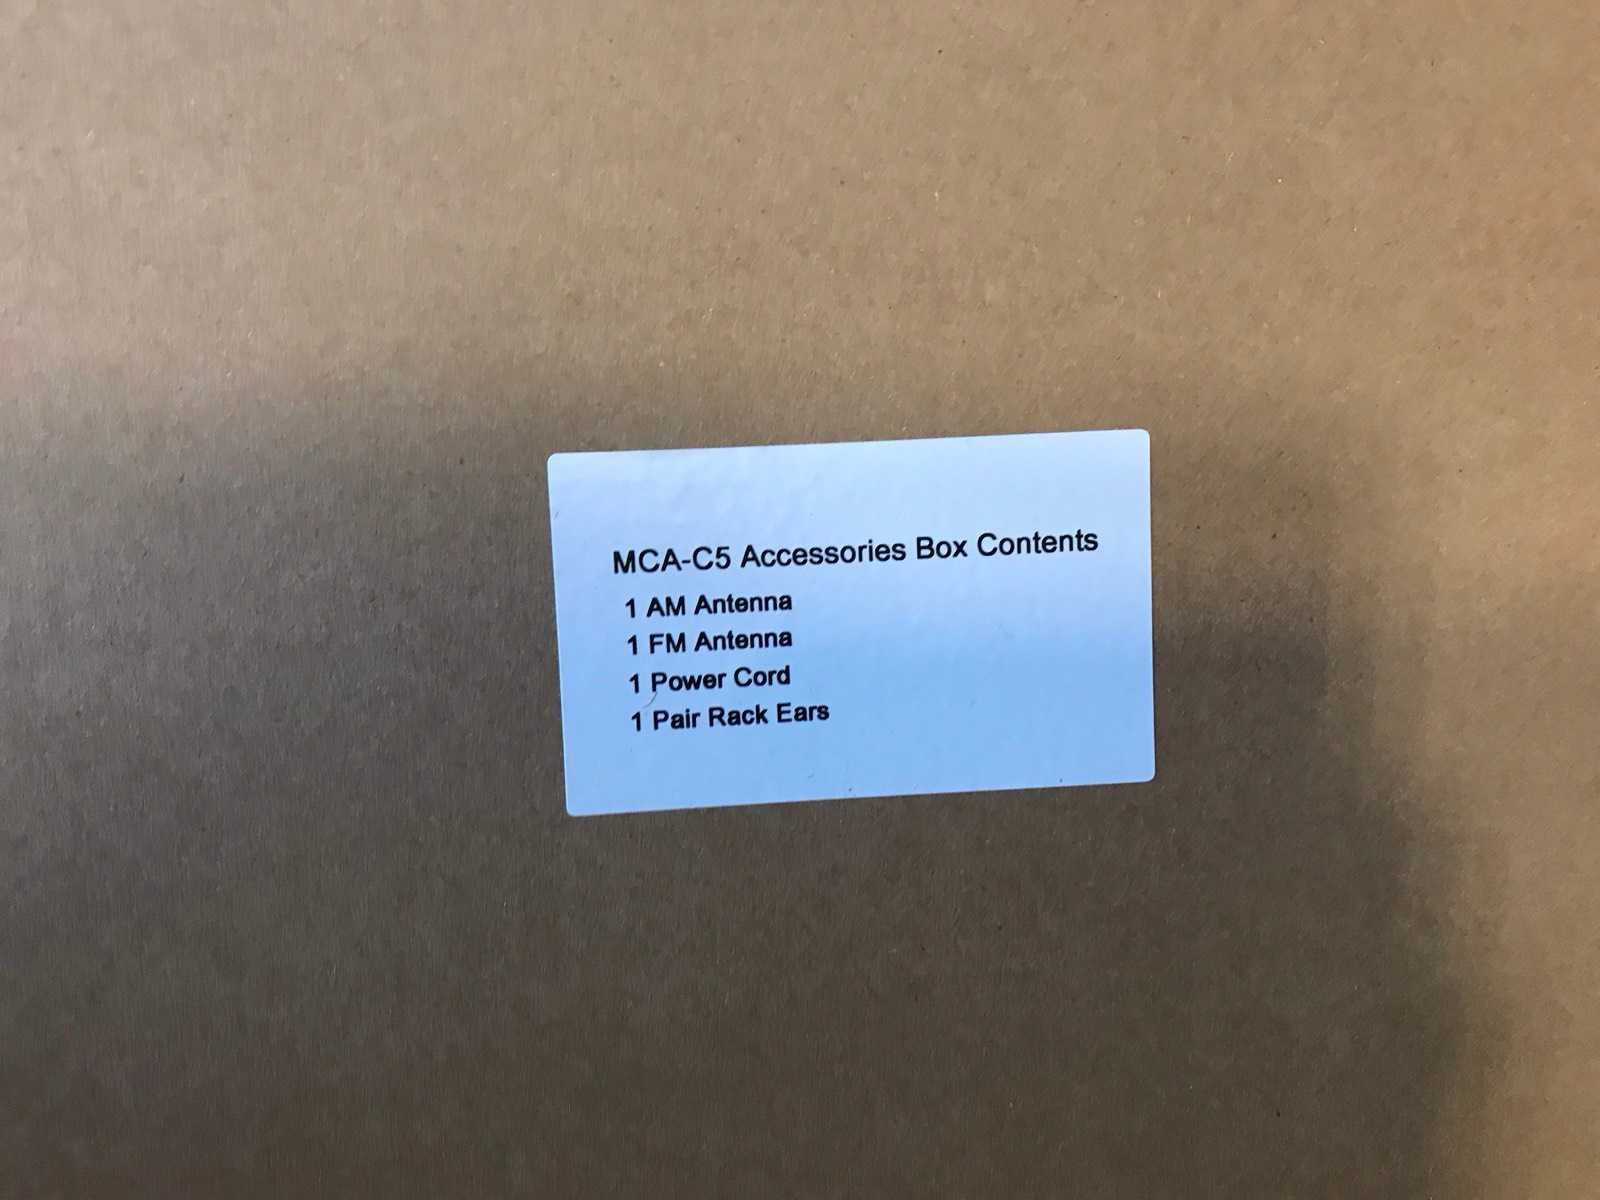 MCA-C5 Accessories Box Contents
1 AM Antenna
1 FM Antenna
1 Power Cord
1 Pair Rack Ears